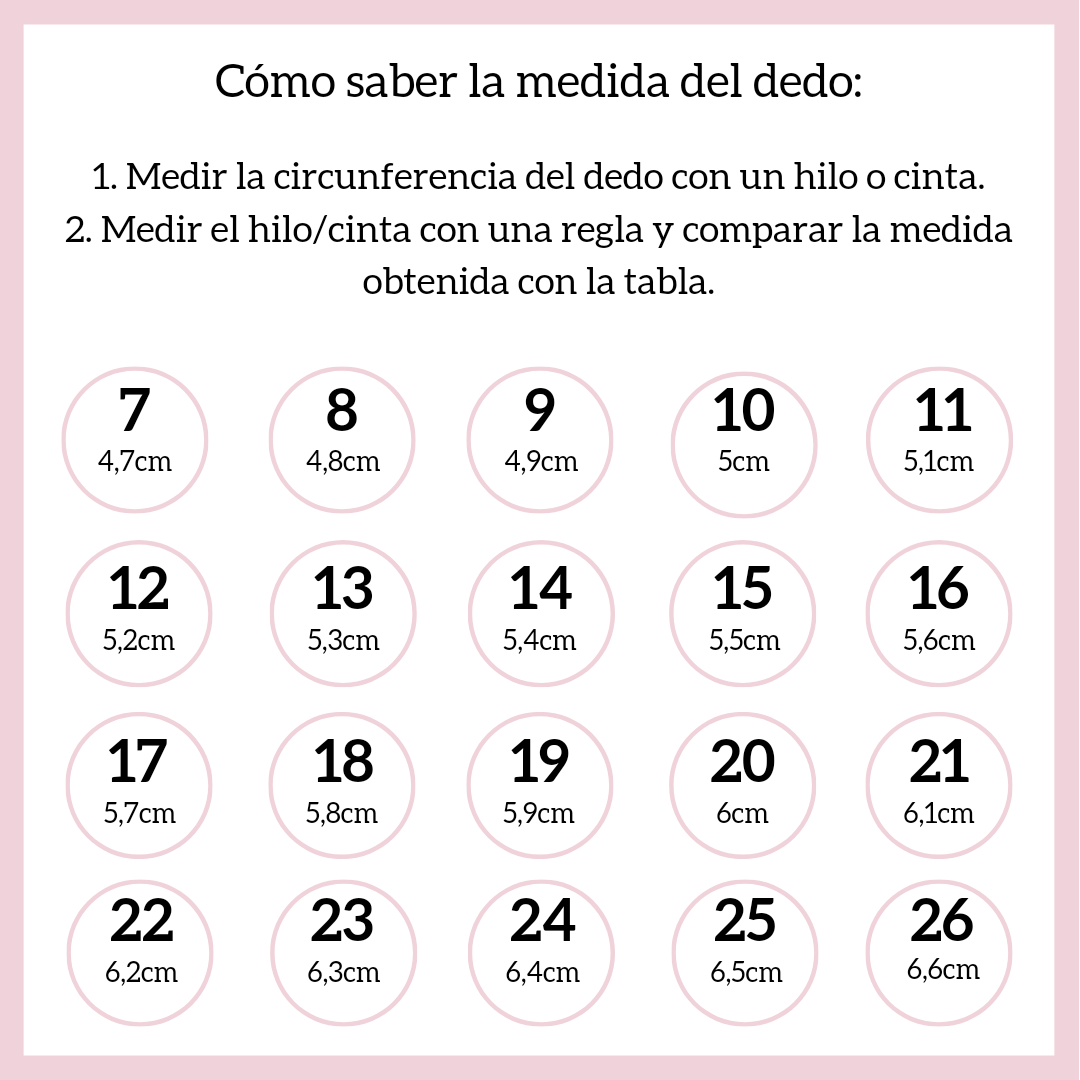 Cómo saber la medida del dedo:
1. Medir la circunferencia del dedo con un hilo o cinta.
2. Medir el hilo/cinta con una regla y comparar la medida
obtenida con la tabla.
7 8 9 10 11
4,7cm 4,8cm 4,9cm 5cm 5,1cm
12 13 14 15 16
5,2cm 5,3cm 5,4cm 5,5cm 5,6cm
17 18 19 20 21
5,7cm 5,8cm 5,9cm 6cm 6,1cm
22 23 24 25 26
6,2cm 6,3cm 6,4cm 6,5cm 6,6cm